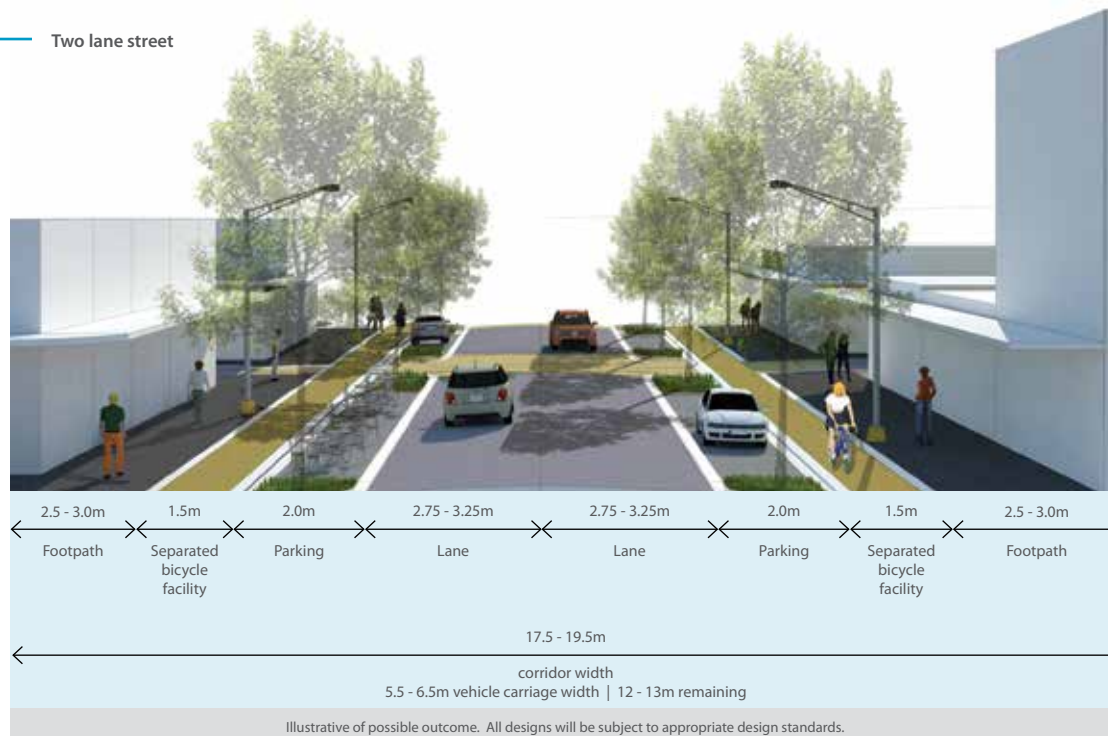 Two lane street
2.5 - 3.0m 1.5m 2.0m 2.75 - 3.25m 2.75 - 3.25m 2.0m 1.5m 2.5 - 3.0m
Footpath Separated Parking Lane Lane Parking Separated Footpath
bicycle bicycle
facility facility
17.5 - 19.5m
corridor width
5.5 - 6.5m vehicle carriage width | 12 - 13m remaining
Illustrative of possible outcome. All designs will be subject to appropriate design standards.